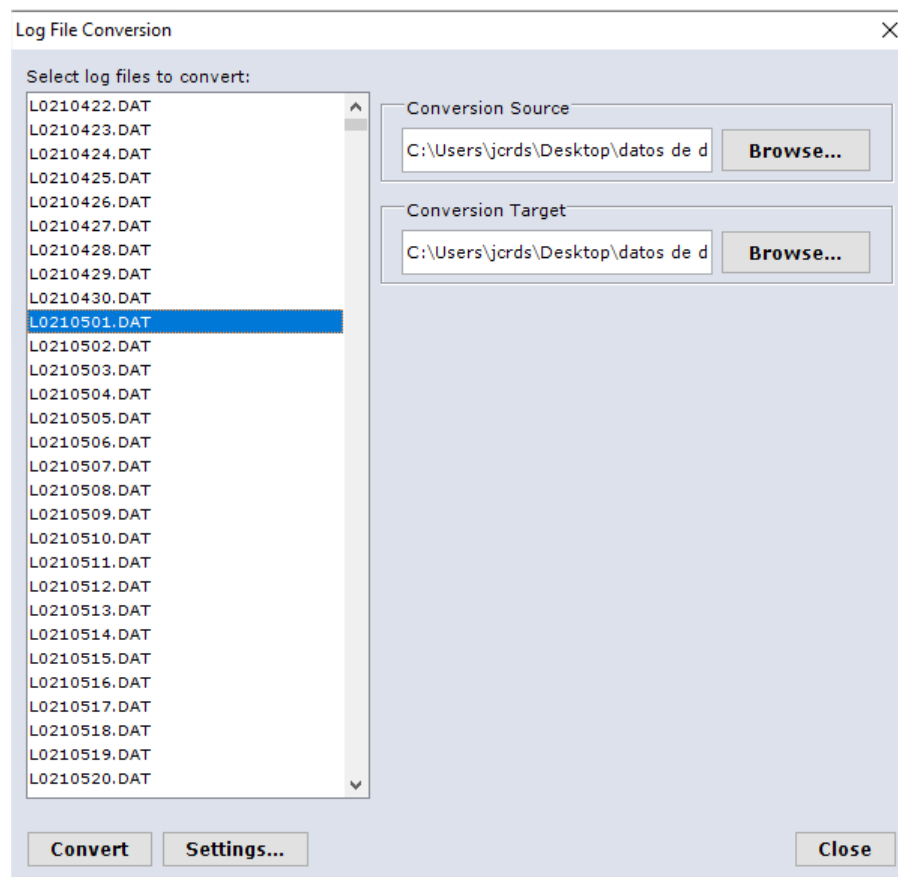 Log File Conversion
Select log files to convert:
L0210422.DAT
L0210423.DAT
L0210424.DAT
L0210425.DAT
L0210426.DAT
L0210427.DAT
L0210428.DAT
L0210429.DAT
L0210430.DAT
L0210501.DAT
L0210502.DAT
L0210503.DAT
L0210504.DAT
L0210505.DAT
L0210506.DAT
L0210507.DAT
L0210508.DAT
L0210509.DAT
L0210510.DAT
L0210511.DAT
L0210512.DAT
L0210513.DAT
L0210514.DAT
L0210515.DAT
L0210516.DAT
L0210517.DAT
L0210518.DAT
L0210519.DAT
L0210520.DAT
Conversion Source
C:\Users\jcrds\Desktop\datos de d Browse...
Conversion Target
C:\Users\jcrds\Desktop\datos de d Browse...
Convert Settings... Close